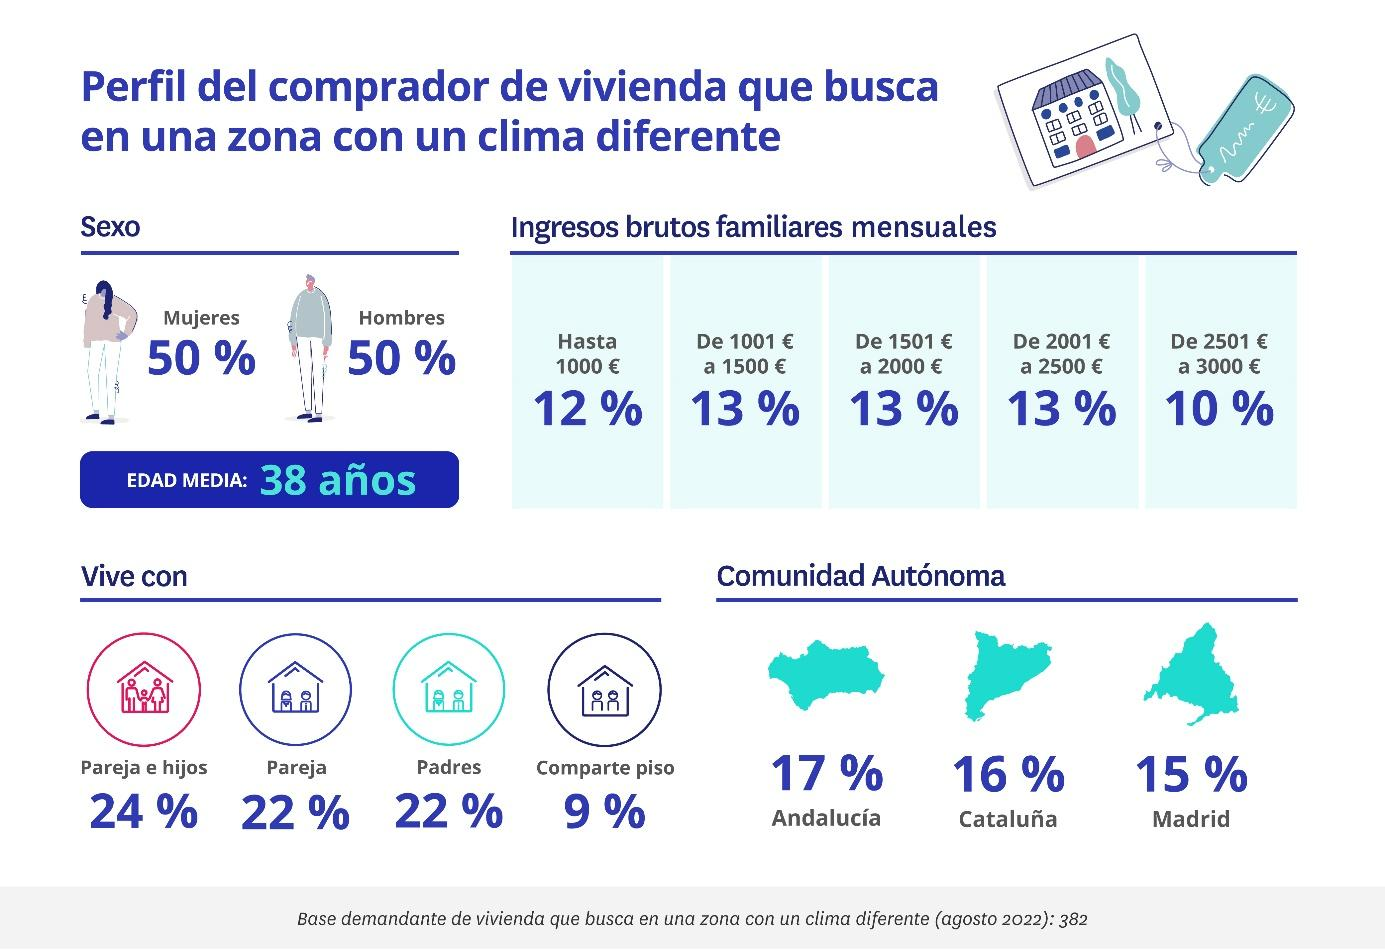 Perfil del comprador de vivienda que busca
en una zona con un clima diferente
Sexo
Mujeres
50 %
Hombres
50 %
EDAD MEDIA: 38 años
Ingresos brutos familiares mensuales
Hasta
1000 €
12 %
De 1001 €
a 1500 €
13 %
De 1501 €
a 2000 €
13 %
De 2001 €
a 2500 €
13 %
De 2501 €
a 3000 €
10 %
Vive con
Pareja e hijos
24 %
Pareja
22 %
Padres
22 %
Comparte piso
9 %
Comunidad Autónoma
17 %
Andalucía
16 %
Cataluña
15 %
Madrid
Base demandante de vivienda que busca en una zona con un clima diferente (agosto 2022): 382